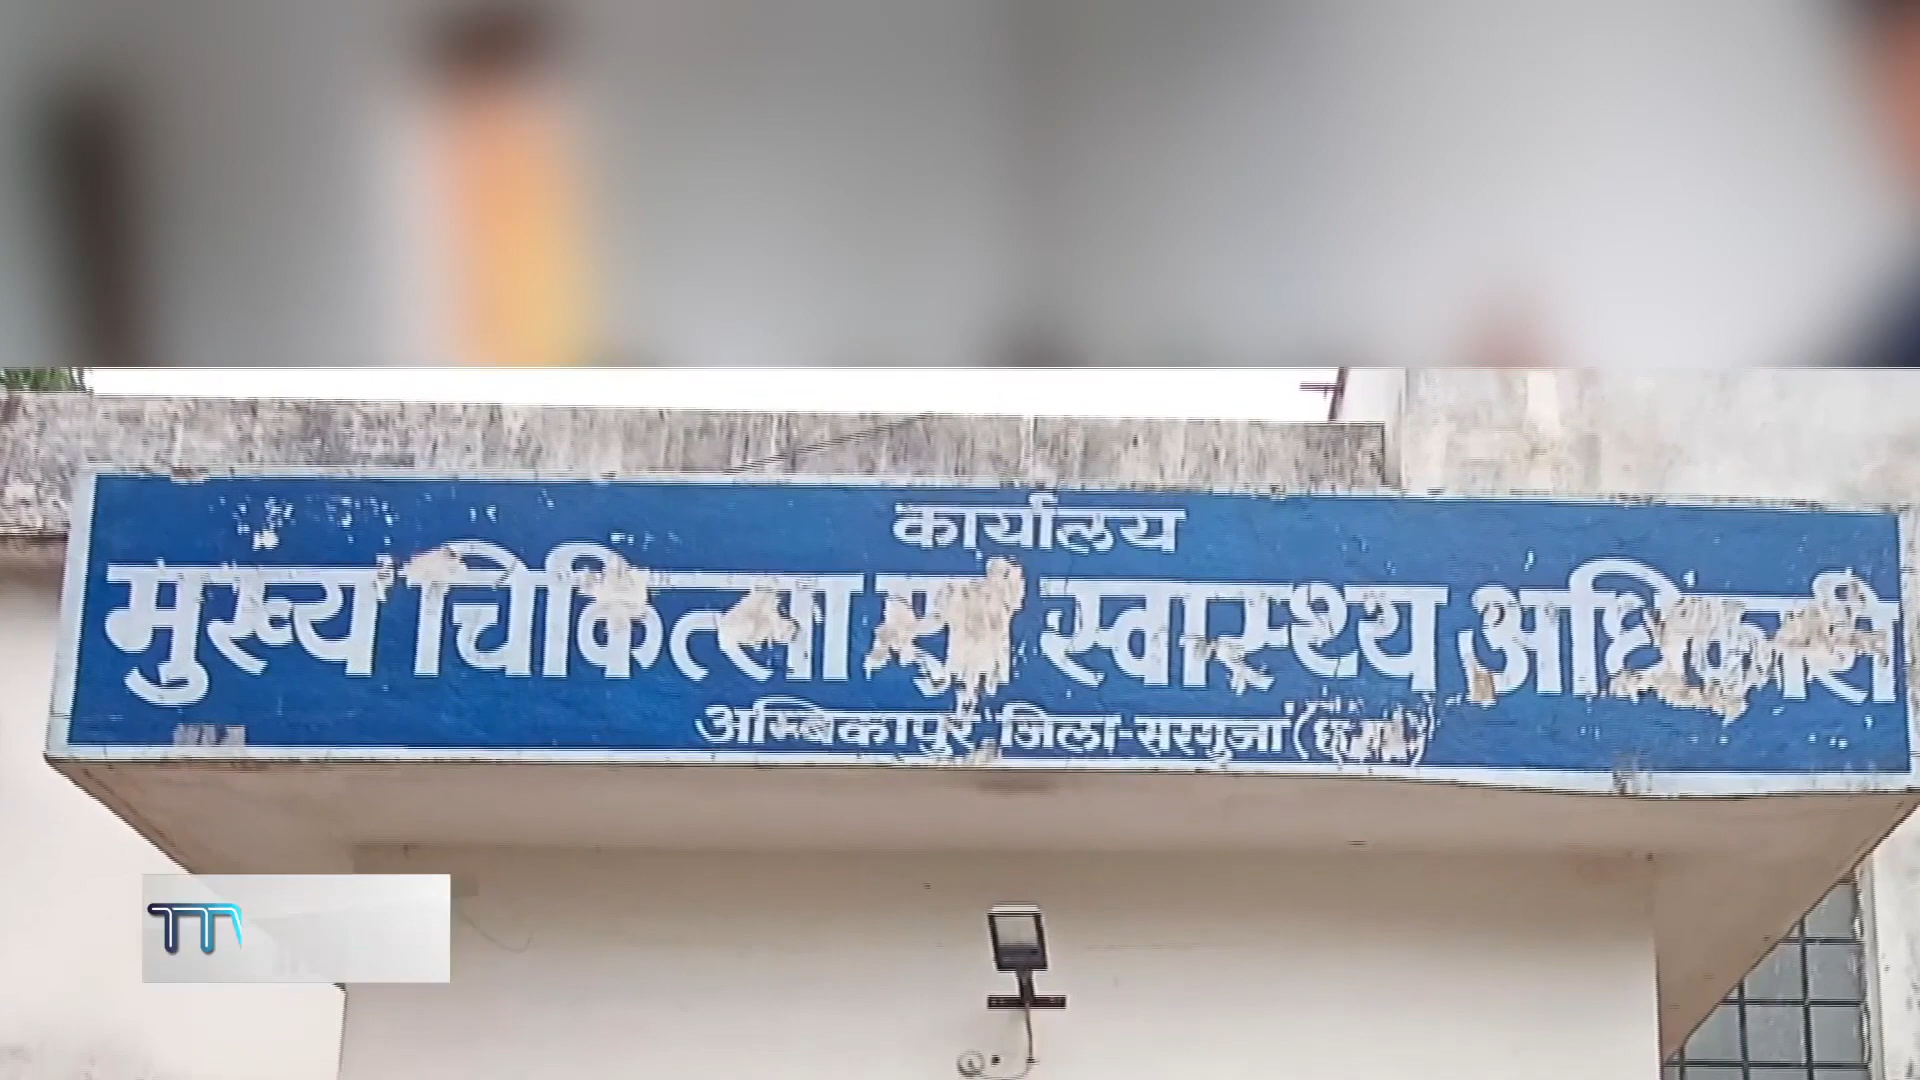 कार्यालय
मुख्य चिकित्सा एवं स्वास्थ्य अधिकारी
अम्बिकापुर जिला-सरगुजा (छ.ग.)